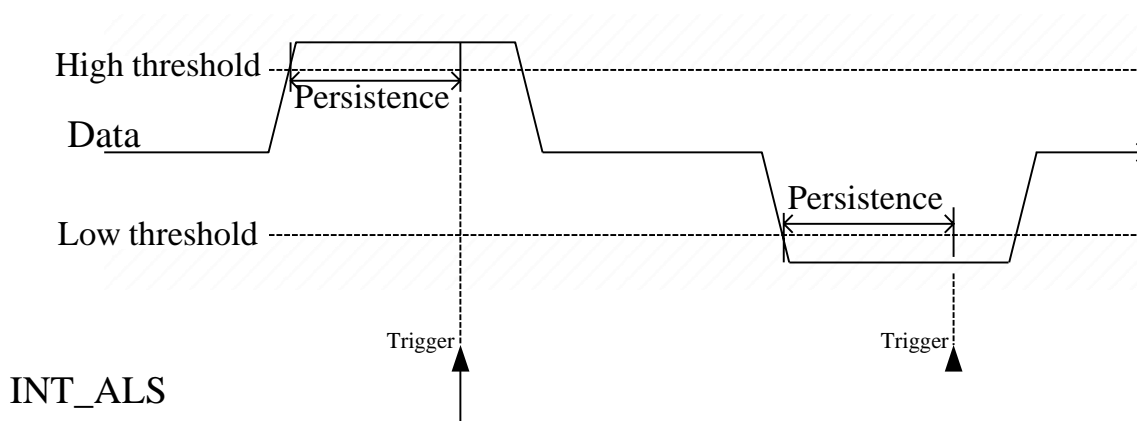 High threshold
Persistence
Data
Persistence
Low threshold
Trigger
Trigger
INT_ALS